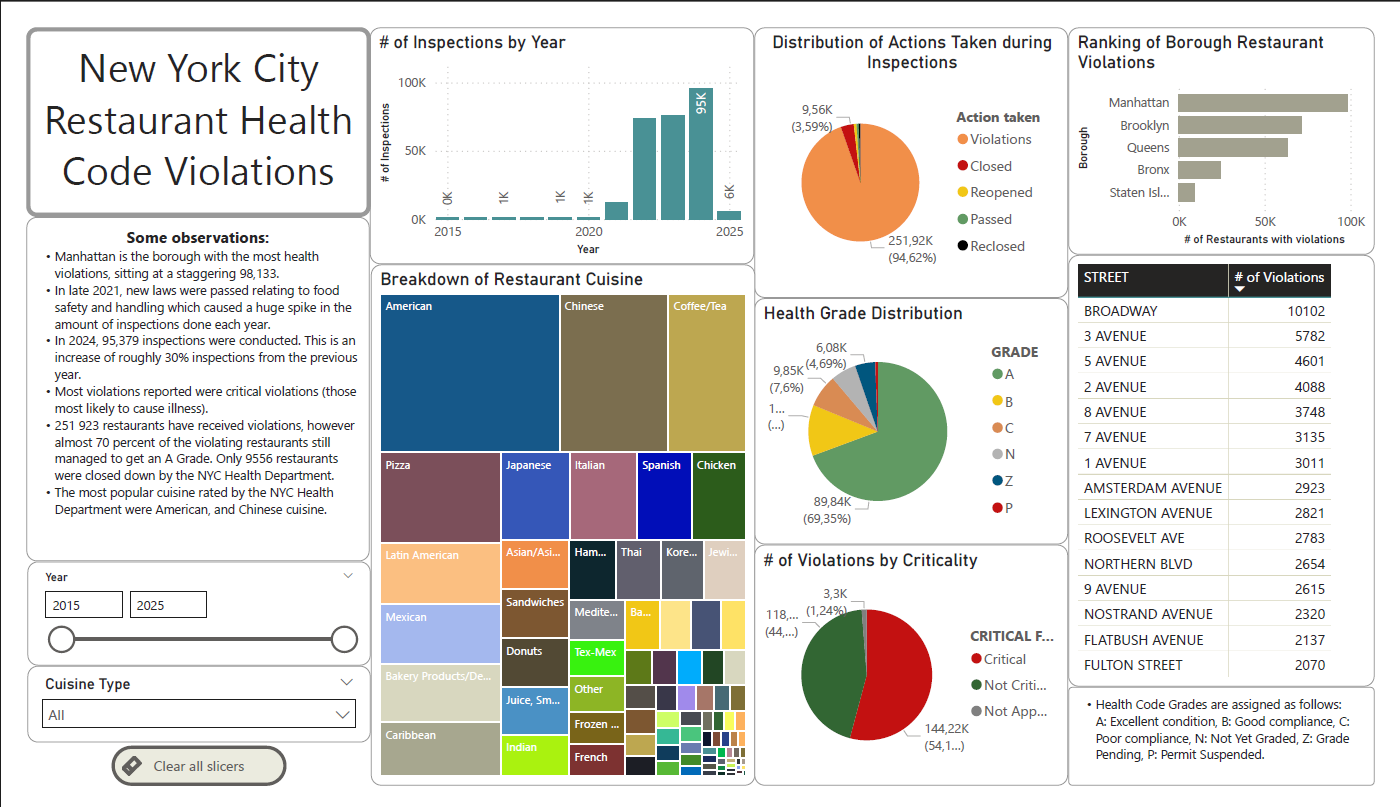 New York City
Restaurant Health
Code Violations
Some observations:
• Manhattan is the borough with the most health
violations, sitting at a staggering 98,133.
• In late 2021, new laws were passed relating to food
safety and handling which caused a huge spike in the
amount of inspections done each year.
• In 2024, 95,379 inspections were conducted. This is an
increase of roughly 30% inspections from the previous
year.
• Most violations reported were critical violations (those
most likely to cause illness).
• 251 923 restaurants have received violations, however
almost 70 percent of the violating restaurants still
managed to get an A Grade. Only 9556 restaurants
were closed down by the NYC Health Department.
• The most popular cuisine rated by the NYC Health
Department were American, and Chinese cuisine.
Year
2015
2025
Cuisine Type
All
Clear all slicers
# of Inspections by Year
# of Inspections
100K
50K
0K
0K
1K
1K
1K
95K
6K
2015
2020
2025
Year
Breakdown of Restaurant Cuisine
American
Chinese
Coffee/Tea
Pizza
Japanese
Italian
Spanish
Chicken
Latin American
Asian/Asi...
Ham...
Thai
Kore...
Jewi...
Mexican
Sandwiches
Medite...
Ba...
Donuts
Tex-Mex
Bakery Products/De...
Other
Juice, Sm...
Frozen ...
Caribbean
Indian
French
Distribution of Actions Taken during
Inspections
9,56K
(3,59%)
251,92K
(94,62%)
Action taken
Violations
Closed
Reopened
Passed
Reclosed
Health Grade Distribution
6,08K
(4,69%)
9,85K
(7,6%)
1...
(...)
89,84K
(69,35%)
GRADE
A
B
C
N
Z
P
# of Violations by Criticality
3,3K
(1,24%)
118,...
(44,...)
144,22K
(54,1...)
CRITICAL F...
Critical
Not Criti...
Not App...
Ranking of Borough Restaurant
Violations
Borough
Manhattan
Brooklyn
Queens
Bronx
Staten Isl...
0K
50K
100K
# of Restaurants with violations
STREET # of Violations
BROADWAY 10102
3 AVENUE 5782
5 AVENUE 4601
2 AVENUE 4088
8 AVENUE 3748
7 AVENUE 3135
1 AVENUE 3011
AMSTERDAM AVENUE 2923
LEXINGTON AVENUE 2821
ROOSEVELT AVE 2783
NORTHERN BLVD 2654
9 AVENUE 2615
NOSTRAND AVENUE 2320
FLATBUSH AVENUE 2137
FULTON STREET 2070
• Health Code Grades are assigned as follows:
A: Excellent condition, B: Good compliance, C:
Poor compliance, N: Not Yet Graded, Z: Grade
Pending, P: Permit Suspended.